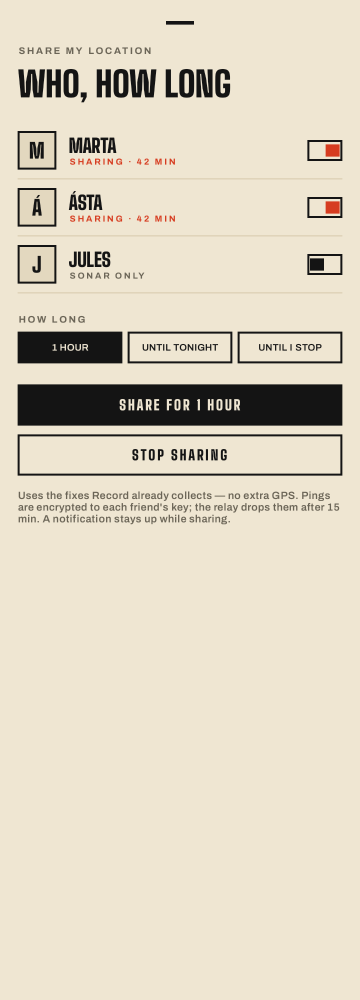 SHARE MY LOCATION
WHO, HOW LONG
M
MARTA
SHARING · 42 MIN
Á
ÁSTA
SHARING · 42 MIN
J
JULES
SONAR ONLY
HOW LONG
1 HOUR
UNTIL TONIGHT
UNTIL I STOP
SHARE FOR 1 HOUR
STOP SHARING
Uses the fixes Record already collects — no extra GPS. Pings
are encrypted to each friend's key; the relay drops them after 15
min. A notification stays up while sharing.